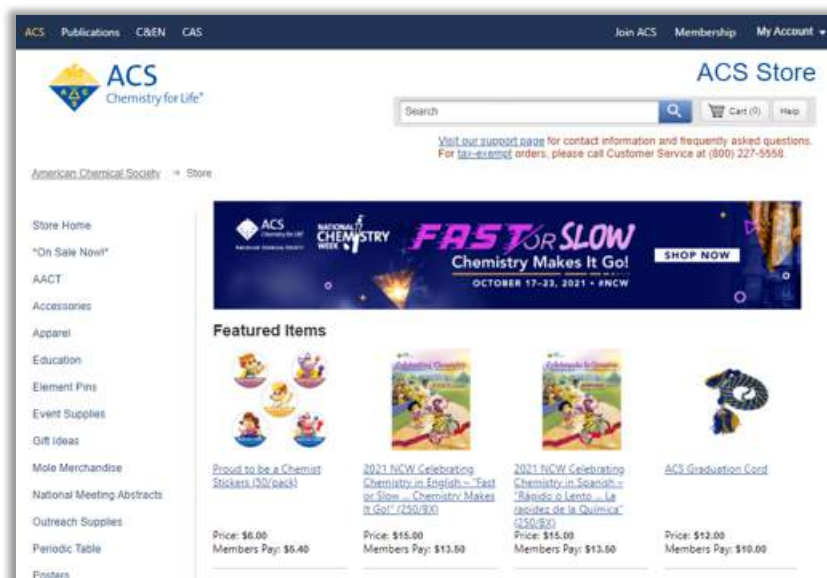 ACS Publications C&EN CAS Join ACS Membership My Account
ACS
Chemistry for Life®
ACS Store
Search
Cart (0) Help
Visit our support page for contact information and frequently asked questions.
For tax-exempt orders, please call Customer Service at (800) 227-5558.
American Chemical Society → Store
Store Home
*On Sale Now!*
AACT
Accessories
Apparel
Education
Element Pins
Event Supplies
Gift Ideas
Mole Merchandise
National Meeting Abstracts
Outreach Supplies
Periodic Table
Posters
ACS
Chemistry for Life®
AMERICAN CHEMICAL SOCIETY
NATIONAL
CHEMISTRY
WEEK
FAST OR SLOW
Chemistry Makes It Go!
OCTOBER 17–23, 2021 • #NCW
SHOP NOW
Featured Items
Celebrating Chemistry
Proud to be a Chemist
Stickers (50/pack)
Price: $6.00
Members Pay: $5.40
2021 NCW Celebrating
Chemistry in English – "Fast
or Slow ... Chemistry Makes
It Go!" (250/BX)
Price: $15.00
Members Pay: $13.50
2021 NCW Celebrating
Chemistry in Spanish –
"Rápido o Lento ... La
rapidez de la Química"
(250/BX)
Price: $15.00
Members Pay: $13.50
ACS Graduation Cord
Price: $12.00
Members Pay: $10.00